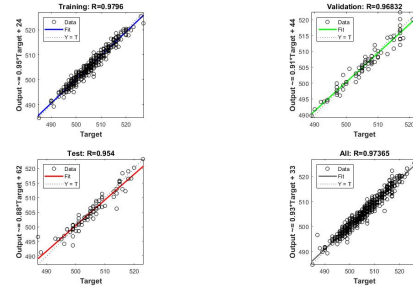 Training: R=0.9796
Output ~= 0.95*Target + 24
520
510
500
490
Data
Fit
Y = T
490 500 510 520
Target
Validation: R=0.96832
Output ~= 0.91*Target + 44
520
510
500
490
Data
Fit
Y = T
490 500 510 520
Target
Test: R=0.954
Output ~= 0.88*Target + 62
520
515
510
505
500
495
490
Data
Fit
Y = T
490 500 510 520
Target
All: R=0.97365
Output ~= 0.93*Target + 33
520
510
500
490
Data
Fit
Y = T
490 500 510 520
Target